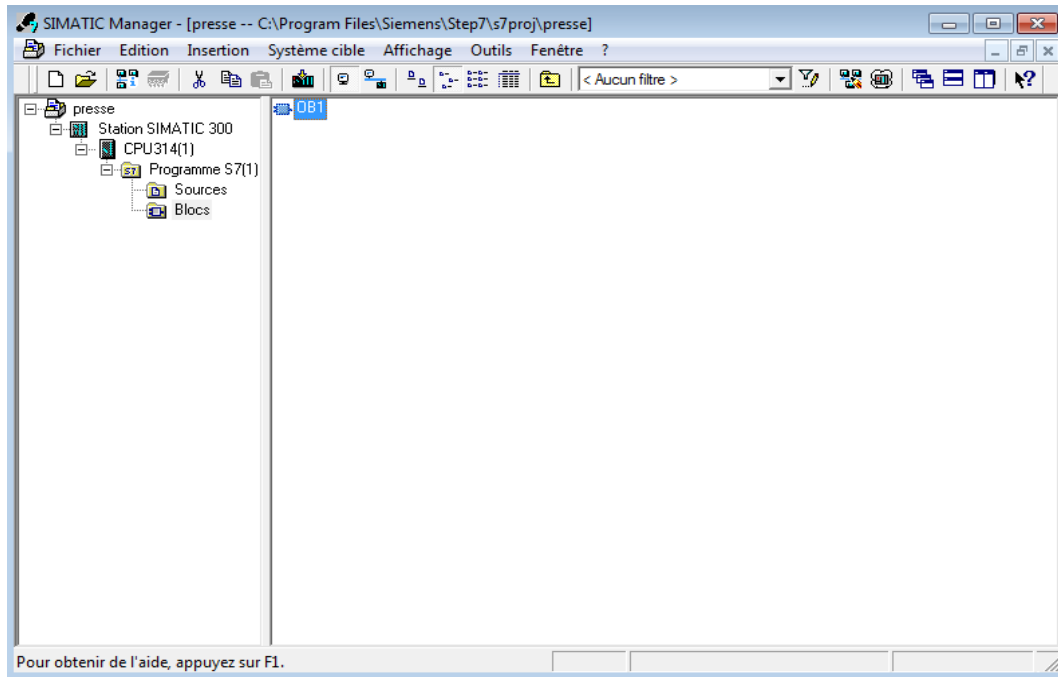 SIMATIC Manager - [presse -- C:\Program Files\Siemens\Step7\s7proj\presse]
Fichier Edition Insertion Système cible Affichage Outils Fenêtre ?
< Aucun filtre >
presse
Station SIMATIC 300
CPU314(1)
Programme S7(1)
Sources
Blocs
OB1
Pour obtenir de l'aide, appuyez sur F1.